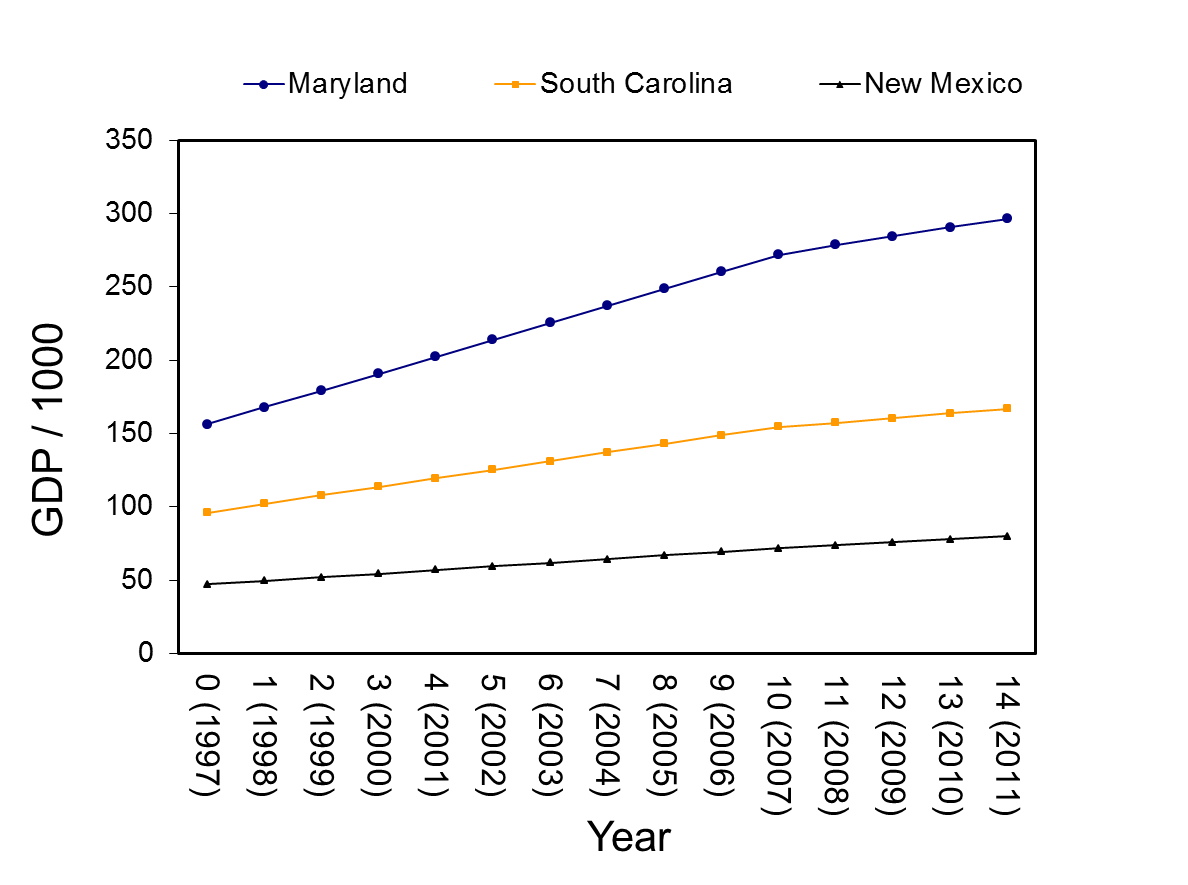 Maryland South Carolina New Mexico
350
300
250
200
150
100
50
0
GDP / 1000
0 (1997) 1 (1998) 2 (1999) 3 (2000) 4 (2001) 5 (2002) 6 (2003) 7 (2004) 8 (2005) 9 (2006) 10 (2007) 11 (2008) 12 (2009) 13 (2010) 14 (2011)
Year